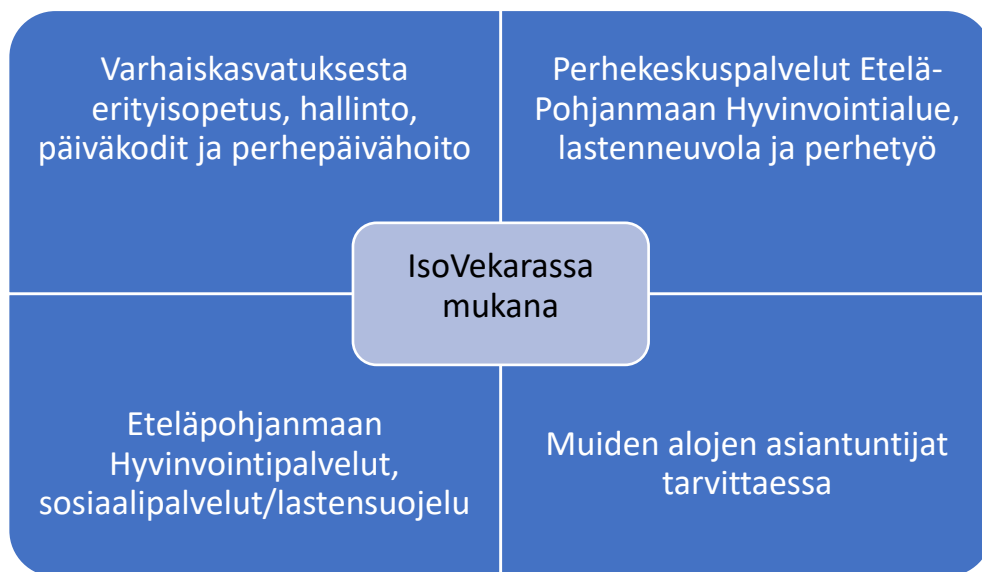 Varhaiskasvatuksesta
erityisopetus, hallinto,
päiväkodit ja perhepäivähoito
Perhekeskuspalvelut Etelä-
Pohjanmaan Hyvinvointialue,
lastenneuvola ja perhetyö
IsoVekarassa
mukana
Eteläpohjanmaan
Hyvinvointipalvelut,
sosiaalipalvelut/lastensuojelu
Muiden alojen asiantuntijat
tarvittaessa